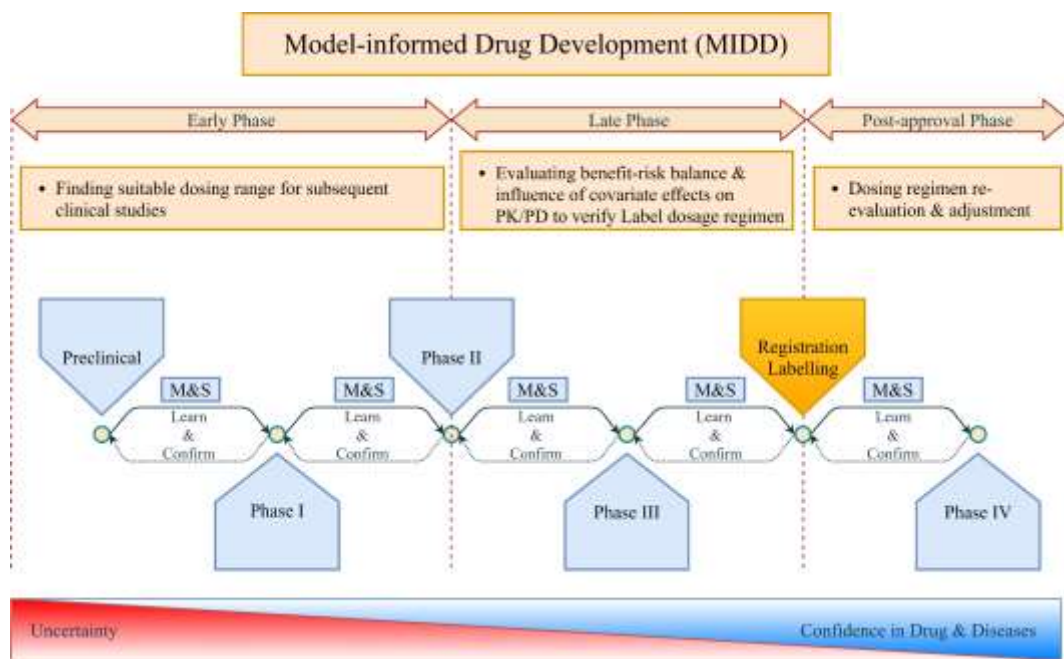 Model-informed Drug Development (MIDD)
Early Phase
Late Phase
Post-approval Phase
• Finding suitable dosing range for subsequent
clinical studies
• Evaluating benefit-risk balance &
influence of covariate effects on
PK/PD to verify Label dosage regimen
• Dosing regimen re-
evaluation & adjustment
Preclinical
Phase II
Registration
Labelling
M&S
Learn
&
Confirm
M&S
Learn
&
Confirm
M&S
Learn
&
Confirm
M&S
Learn
&
Confirm
M&S
Learn
&
Confirm
Phase I
Phase III
Phase IV
Uncertainty
Confidence in Drug & Diseases